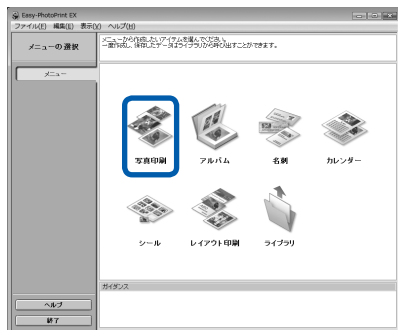 Easy-PhotoPrint EX
ファイル(F) 編集(E) 表示(V) ヘルプ(H)
メニューの選択
メニューから作成したいアイテムを選んでください。
一度作成し、保存したデータはライブラリから呼び出すことができます。
メニュー
写真印刷 アルバム 名刺 カレンダー
シール レイアウト印刷 ライブラリ
ガイダンス
ヘルプ
終了